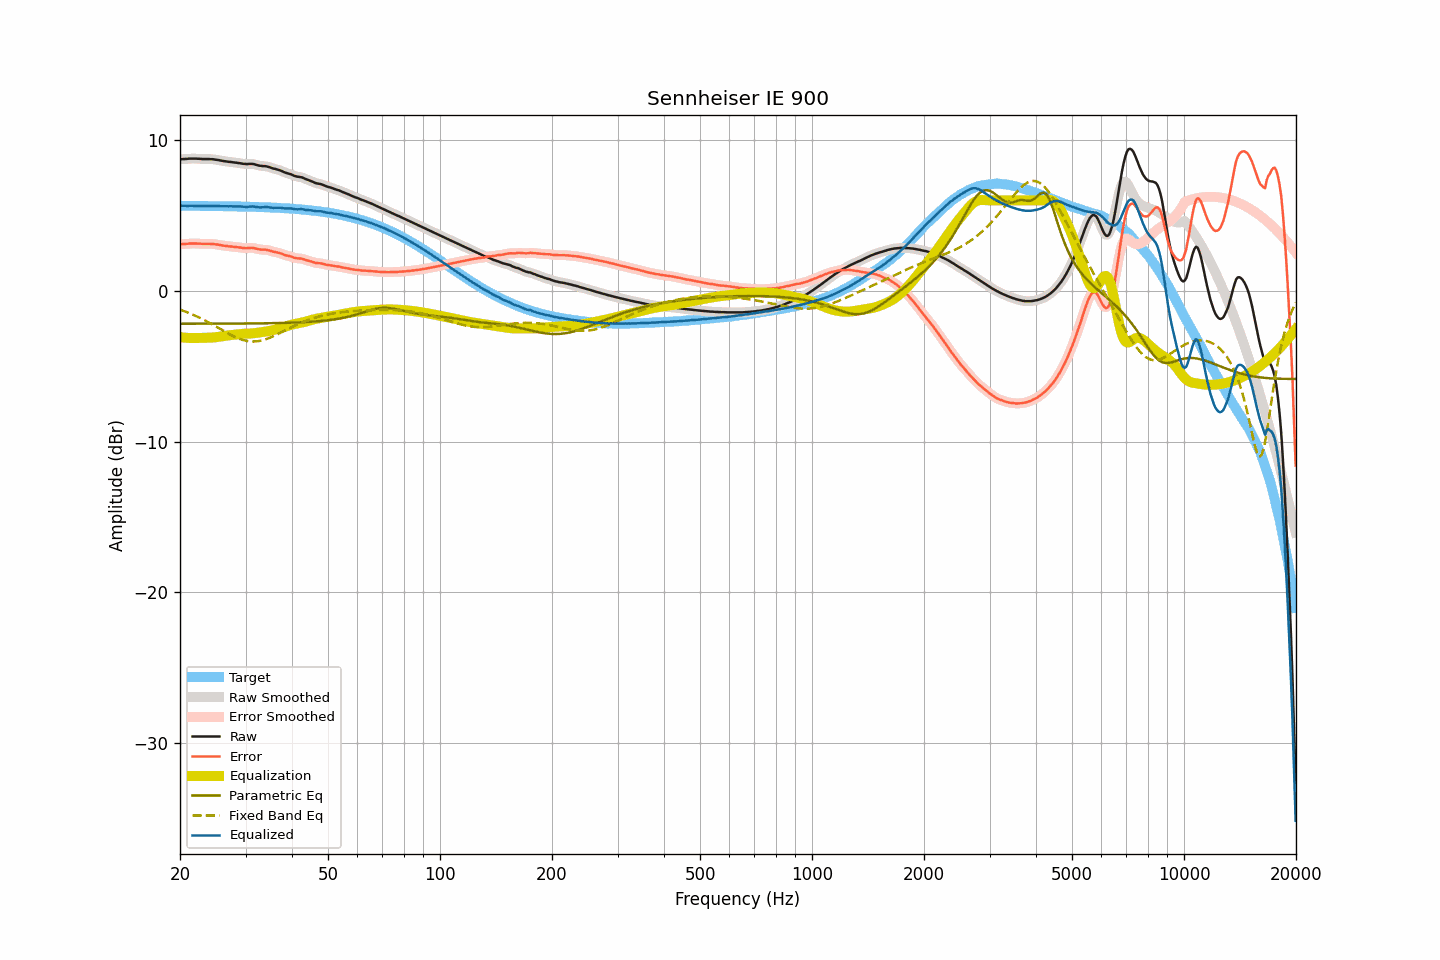 Sennheiser IE 900
10
0
−10
−20
−30
Amplitude (dBr)
Target
Raw Smoothed
Error Smoothed
Raw
Error
Equalization
Parametric Eq
Fixed Band Eq
Equalized
20 50 100 200 500 1000 2000 5000 10000 20000
Frequency (Hz)